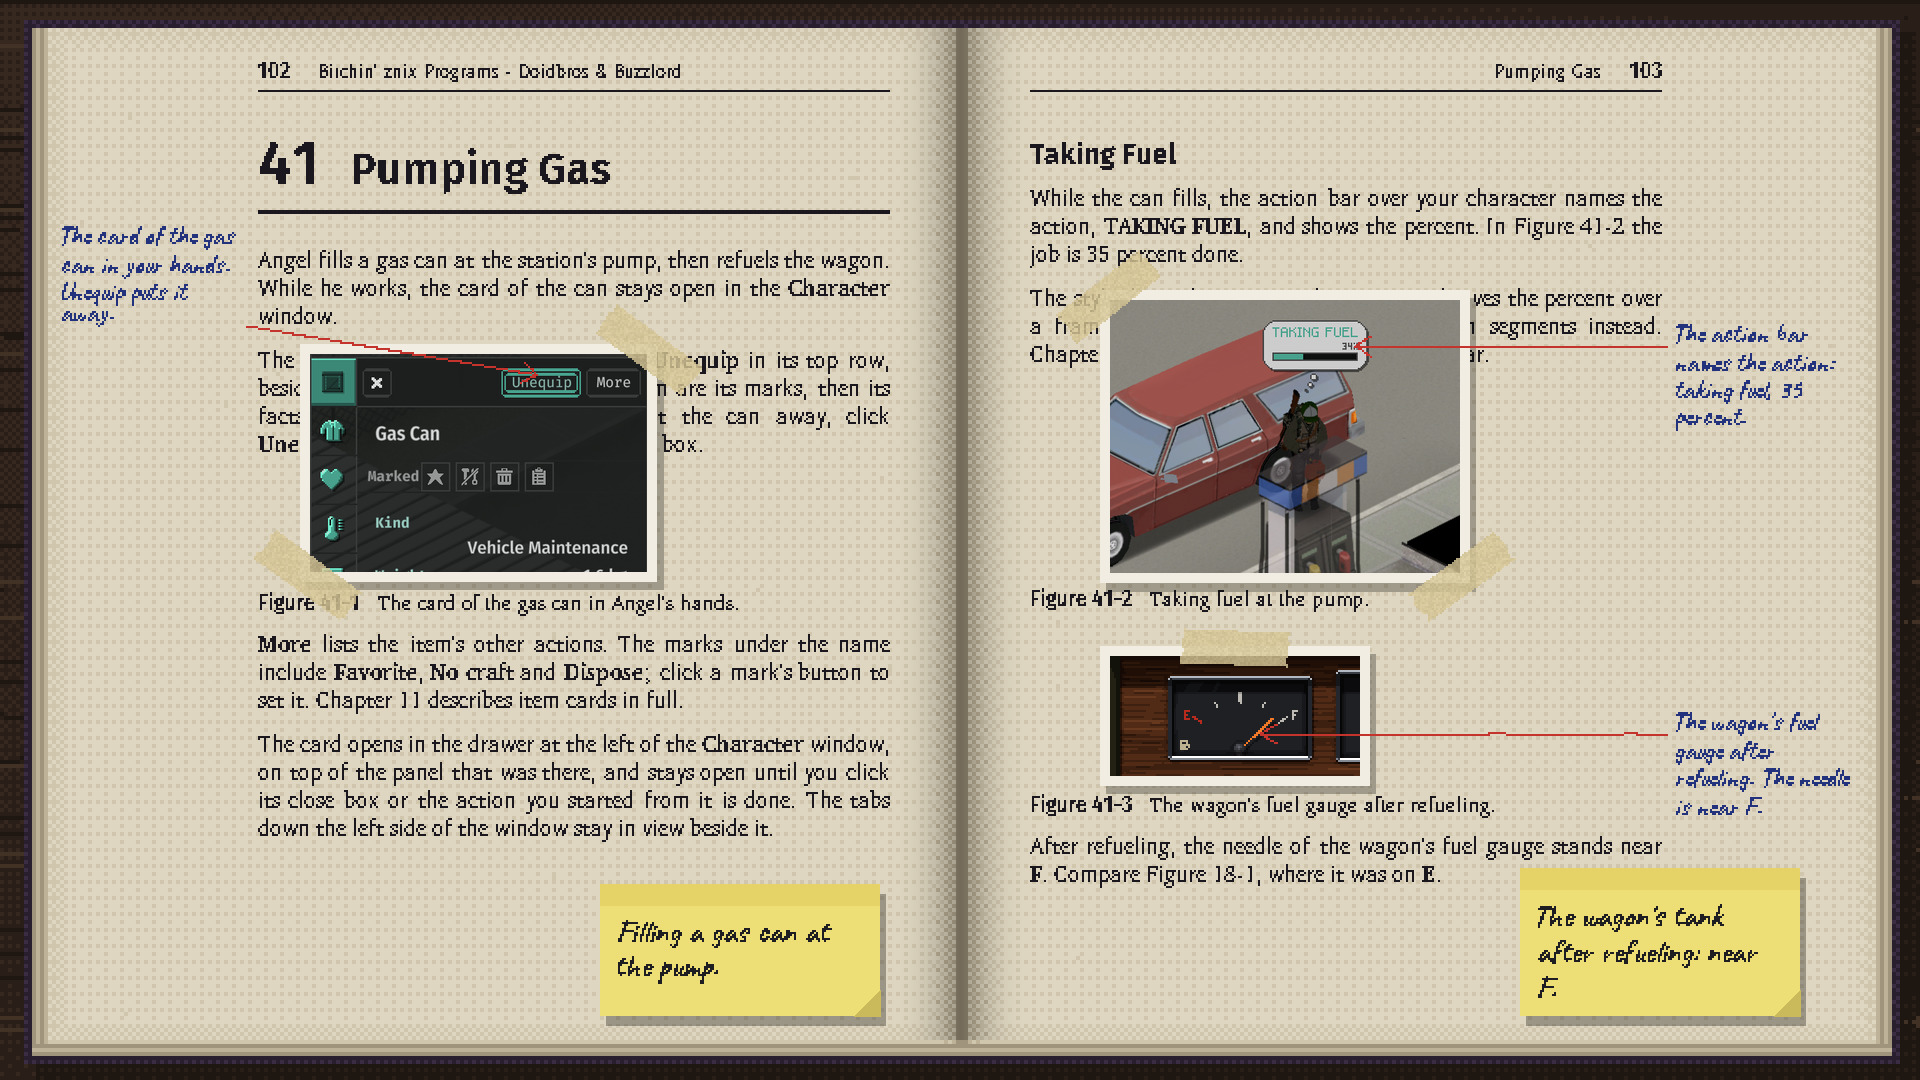 102 Birchin' znix Programs - Doidbros & Buzzlord
41 Pumping Gas
The card of the gas
can in your hands.
Unequip puts it
away.
Angel fills a gas can at the station's pump, then refuels the wagon.
While he works, the card of the can stays open in the Character
window.
The Unequip in its top row,
besid are its marks, then its
facts the can away, click
Une box.
Unequip More
Gas Can
Marked
Kind
Vehicle Maintenance
Figure 41-1 The card of the gas can in Angel's hands.
More lists the item's other actions. The marks under the name
include Favorite, No craft and Dispose; click a mark's button to
set it. Chapter 11 describes item cards in full.
The card opens in the drawer at the left of the Character window,
on top of the panel that was there, and stays open until you click
its close box or the action you started from it is done. The tabs
down the left side of the window stay in view beside it.
Filling a gas can at
the pump.
Pumping Gas 103
Taking Fuel
While the can fills, the action bar over your character names the
action, TAKING FUEL, and shows the percent. In Figure 41-2 the
job is 35 percent done.
The sty ves the percent over
a fram segments instead.
Chapte ar.
TAKING FUEL
34%
The action bar
names the action:
taking fuel, 35
percent.
Figure 41-2 Taking fuel at the pump.
E F
The wagon's fuel
gauge after
refueling. The needle
is near F.
Figure 41-3 The wagon's fuel gauge after refueling.
After refueling, the needle of the wagon's fuel gauge stands near
F. Compare Figure 18-1, where it was on E.
The wagon's tank
after refueling: near
F.